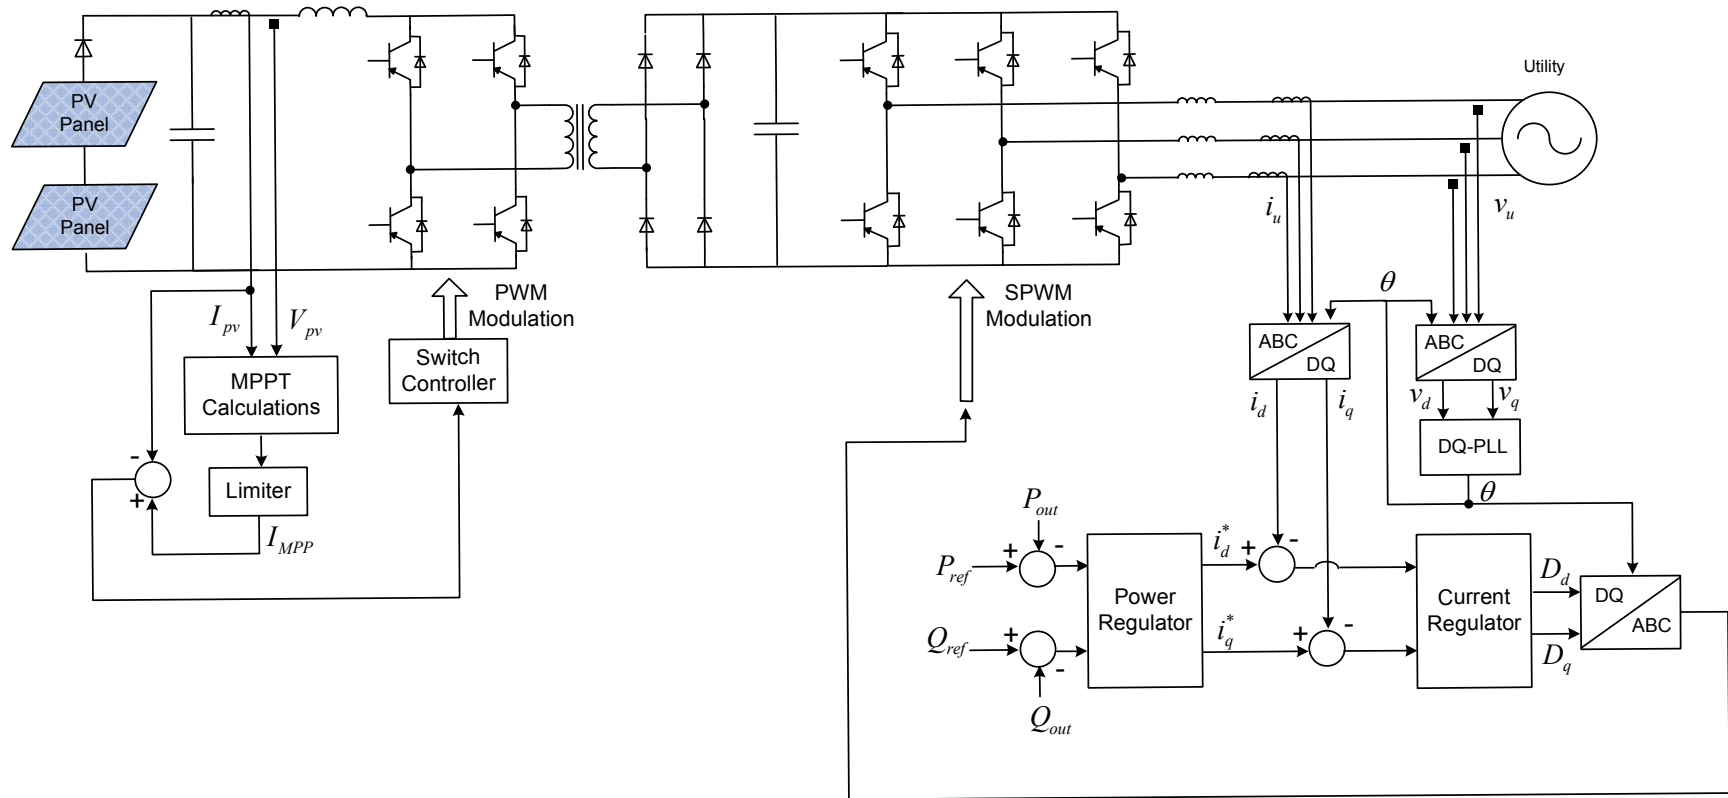 PV
Panel
PV
Panel
I_pv
V_pv
MPPT
Calculations
-
+
Limiter
I_MPP
PWM
Modulation
Switch
Controller
SPWM
Modulation
Utility
i_u
v_u
θ
ABC
DQ
ABC
DQ
i_d
i_q
v_d
v_q
DQ-PLL
θ
P_out
+
-
P_ref
Q_ref
+
-
Q_out
Power
Regulator
i_d^*
+
-
i_q^*
+
-
Current
Regulator
D_d
D_q
DQ
ABC